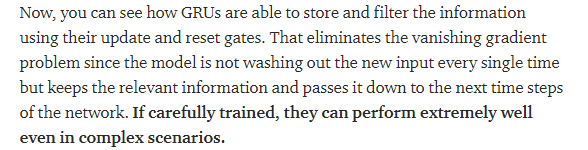 Now, you can see how GRUs are able to store and filter the information
using their update and reset gates. That eliminates the vanishing gradient
problem since the model is not washing out the new input every single time
but keeps the relevant information and passes it down to the next time steps
of the network. If carefully trained, they can perform extremely well
even in complex scenarios.